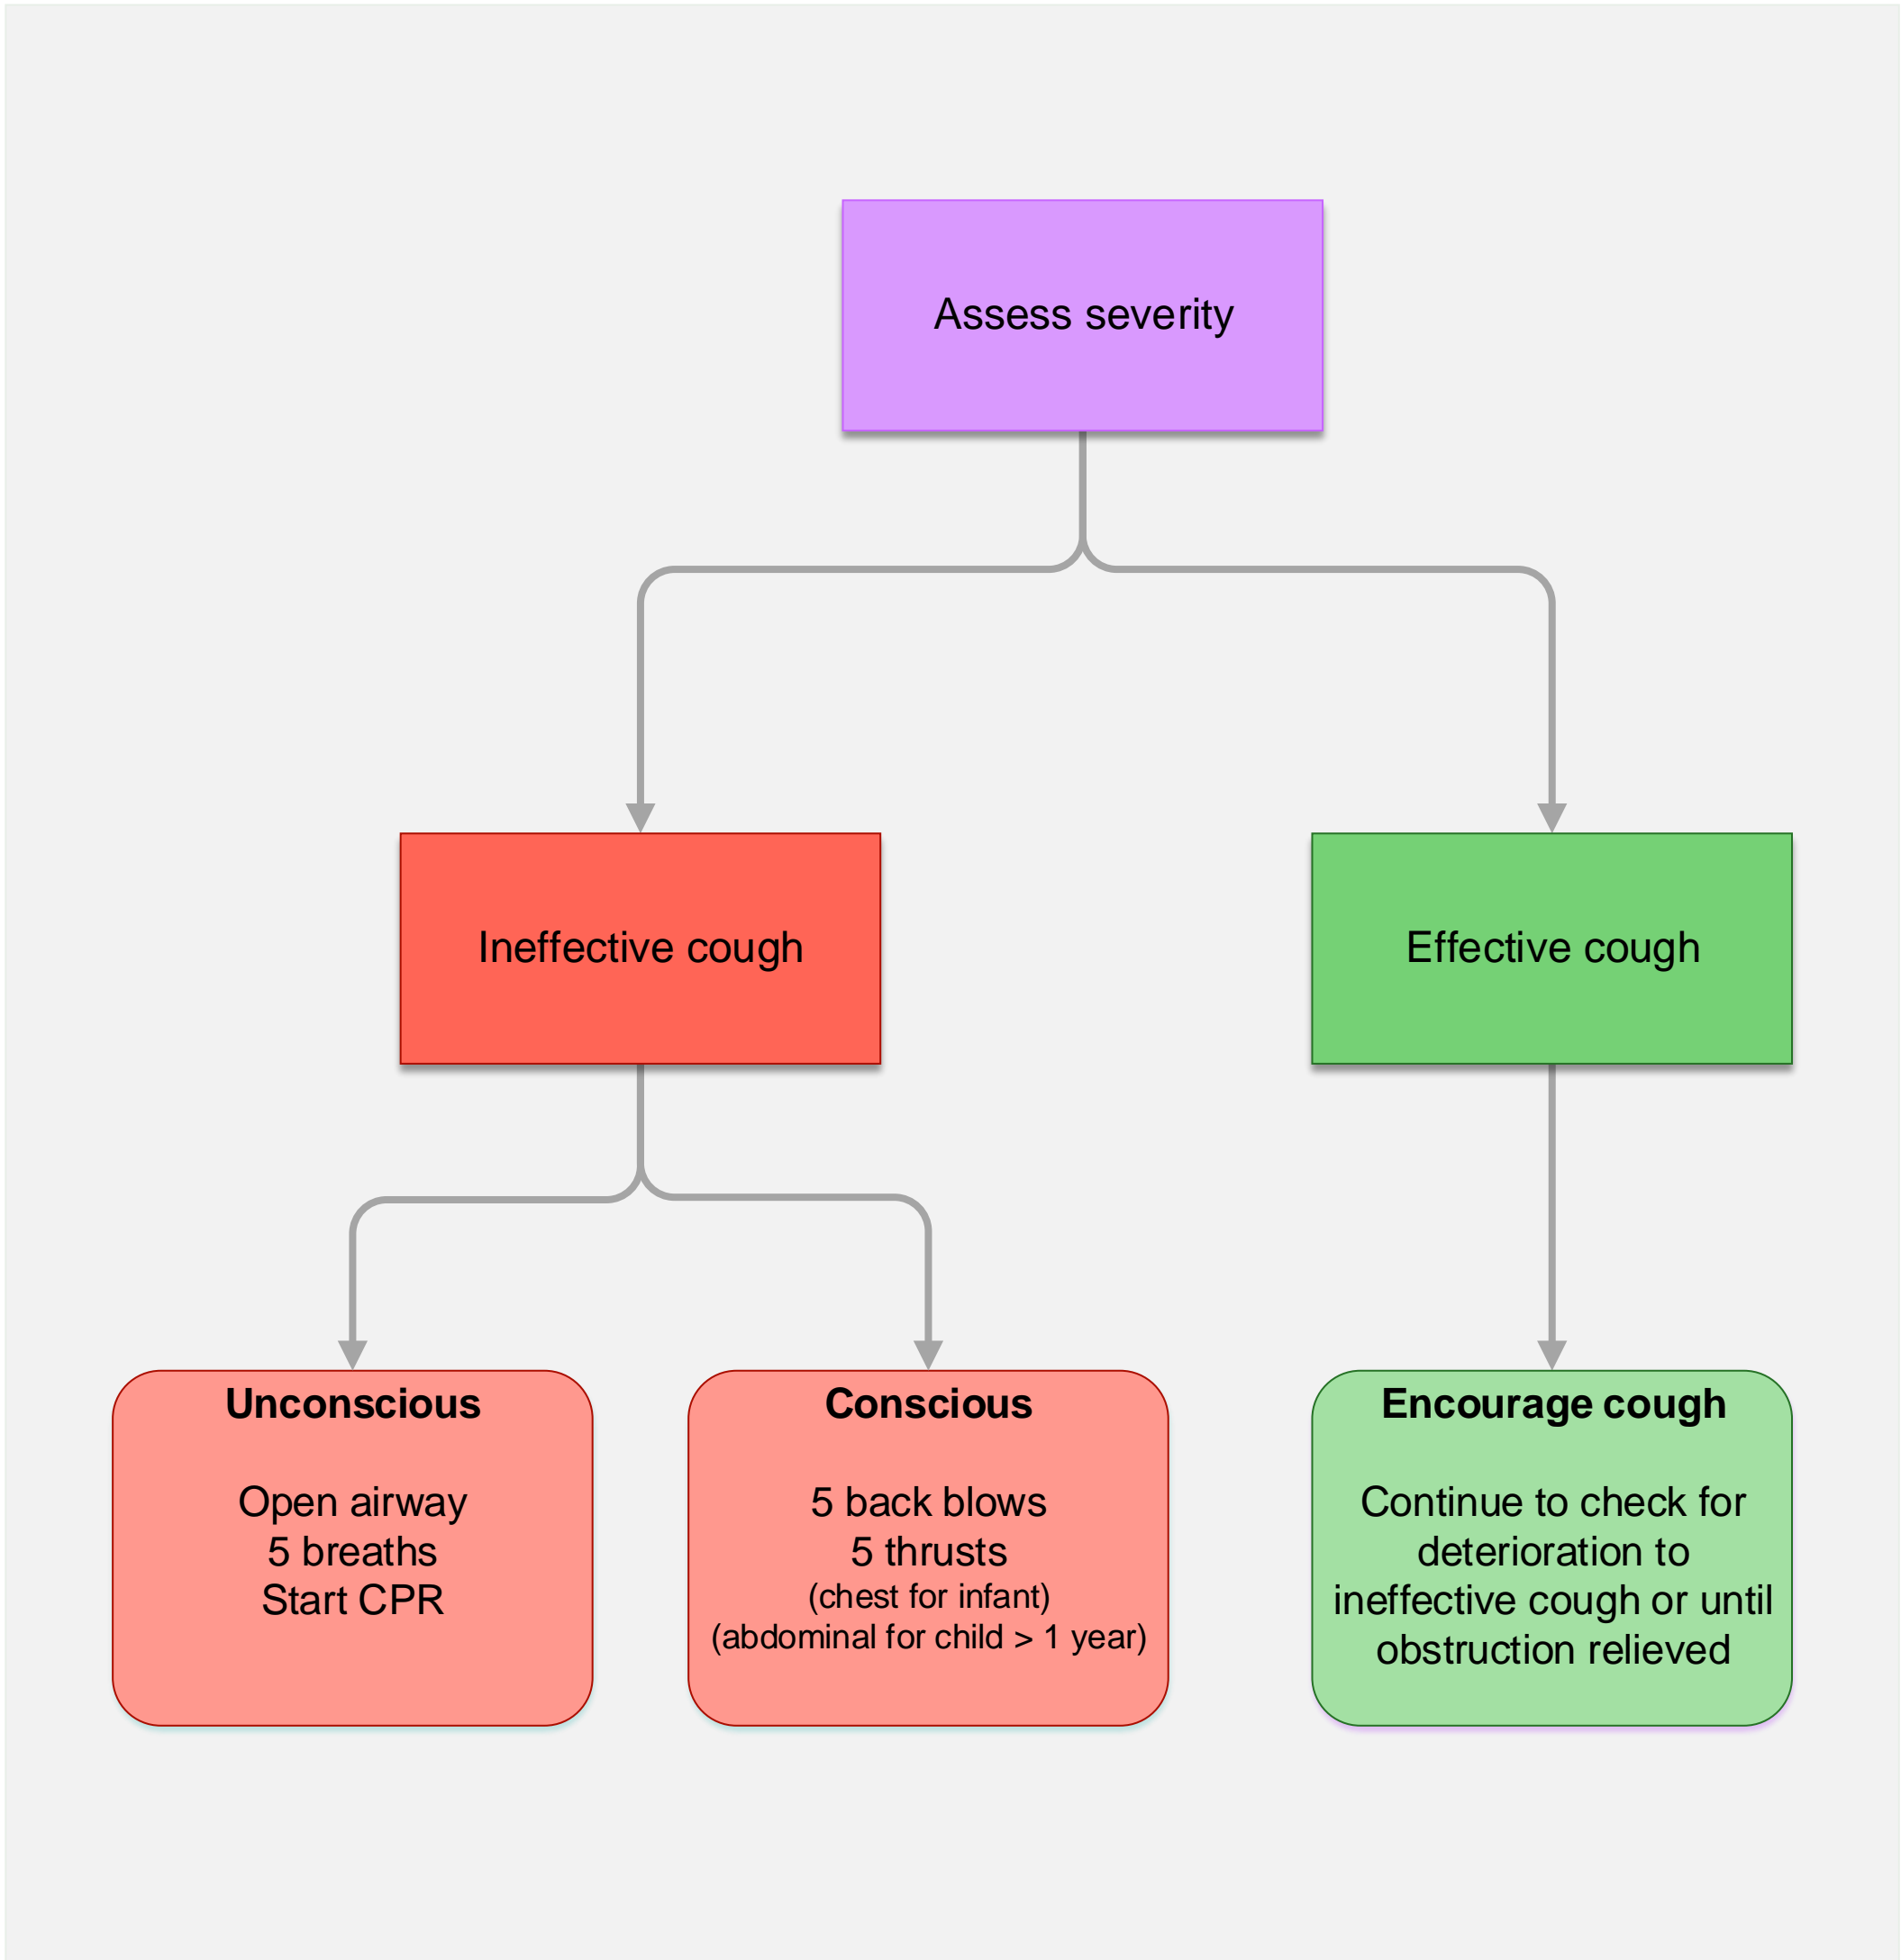 Assess severity
Ineffective cough
Effective cough
Unconscious
Open airway
5 breaths
Start CPR
Conscious
5 back blows
5 thrusts
(chest for infant)
(abdominal for child > 1 year)
Encourage cough
Continue to check for
deterioration to
ineffective cough or until
obstruction relieved